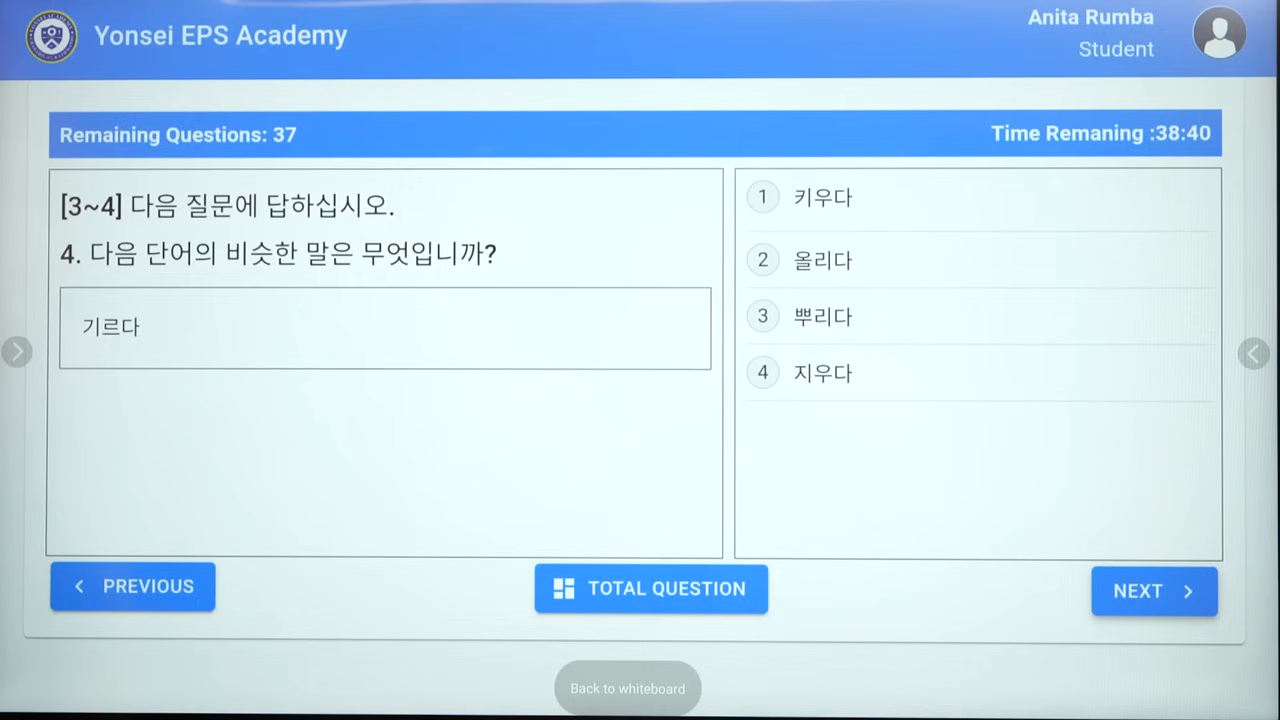 Yonsei EPS Academy
Anita Rumba
Student
Remaining Questions: 37
Time Remaning :38:40
[3~4] 다음 질문에 답하십시오.
4. 다음 단어의 비슷한 말은 무엇입니까?
기르다
1 키우다
2 올리다
3 뿌리다
4 지우다
PREVIOUS
TOTAL QUESTION
NEXT
Back to whiteboard